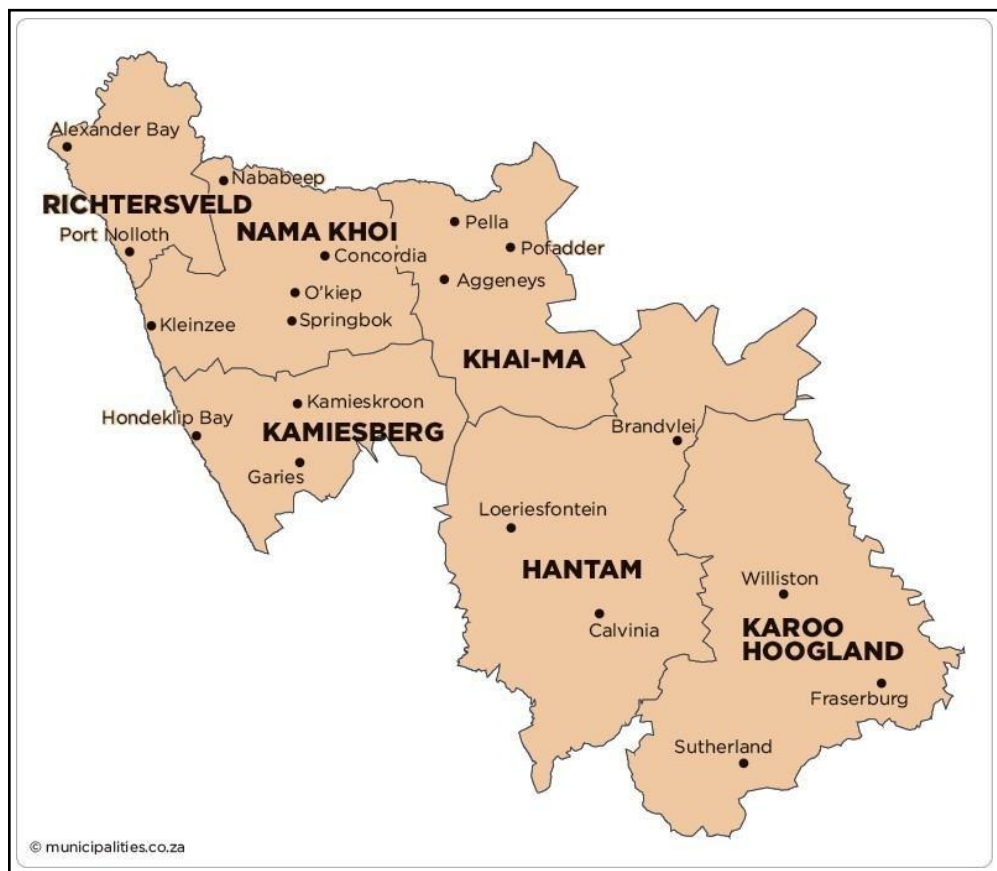 Alexander Bay
Nababeep
RICHTERSVELD
Port Nolloth
NAMA KHOI
Concordia
Pella
Pofadder
Aggeneys
O'kiep
Springbok
Kleinzee
KHAI-MA
Kamieskroon
Hondeklip Bay
KAMIESBERG
Garies
Brandvlei
Loeriesfontein
HANTAM
Calvinia
Williston
KAROO
HOOGLAND
Fraserburg
Sutherland
© municipalities.co.za